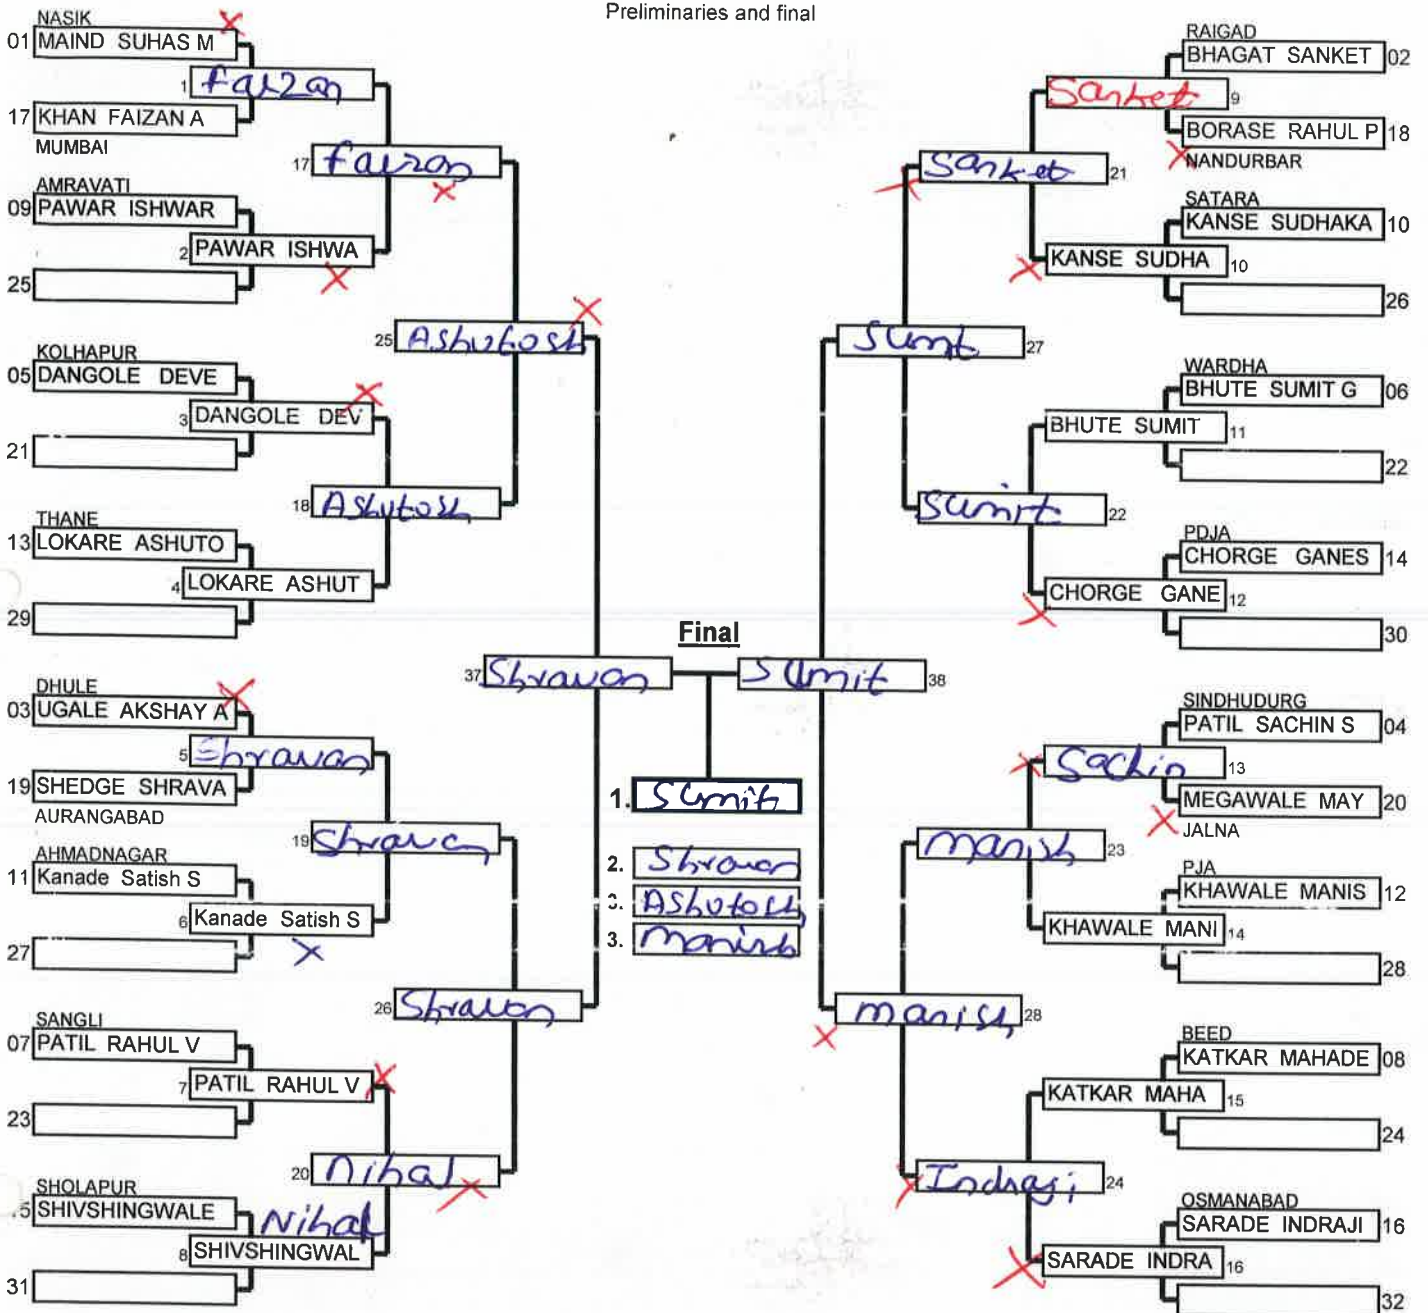 Preliminaries and final
NASIK
01 MAIND SUHAS M
1 Faizan
17 KHAN FAIZAN A
MUMBAI
17 Faizan
AMRAVATI
09 PAWAR ISHWAR
2 PAWAR ISHWA
25
25 Ashutosh
KOLHAPUR
05 DANGOLE DEVE
3 DANGOLE DEV
21
18 Ashutosh
THANE
13 LOKARE ASHUTO
4 LOKARE ASHUT
29
37 Shravan
DHULE
03 UGALE AKSHAY A
5 Shravan
19 SHEDGE SHRAVA
AURANGABAD
19 Shravan
AHMADNAGAR
11 Kanade Satish S
6 Kanade Satish S
27
26 Shravan
SANGLI
07 PATIL RAHUL V
7 PATIL RAHUL V
23
20 Nihal
SHOLAPUR
5 SHIVSHINGWALE
Nihal
8 SHIVSHINGWAL
31
Final
1. Sumit
2. Shravan
3. Ashutosh
3. Manish
RAIGAD
BHAGAT SANKET 02
Sanket 9
BORASE RAHUL P 18
NANDURBAR
Sanket 21
SATARA
KANSE SUDHAKA 10
KANSE SUDHA 10
26
Sumit 27
WARDHA
BHUTE SUMIT G 06
BHUTE SUMIT 11
22
Sumit 22
PDJA
CHORGE GANES 14
CHORGE GANE 12
30
Sumit 38
SINDHUDURG
PATIL SACHIN S 04
Sachin 13
MEGAWALE MAY 20
JALNA
Manish 23
PJA
KHAWALE MANIS 12
KHAWALE MANI 14
28
Manish 28
BEED
KATKAR MAHADE 08
KATKAR MAHA 15
24
Indraji 24
OSMANABAD
SARADE INDRAJI 16
SARADE INDRA 16
32